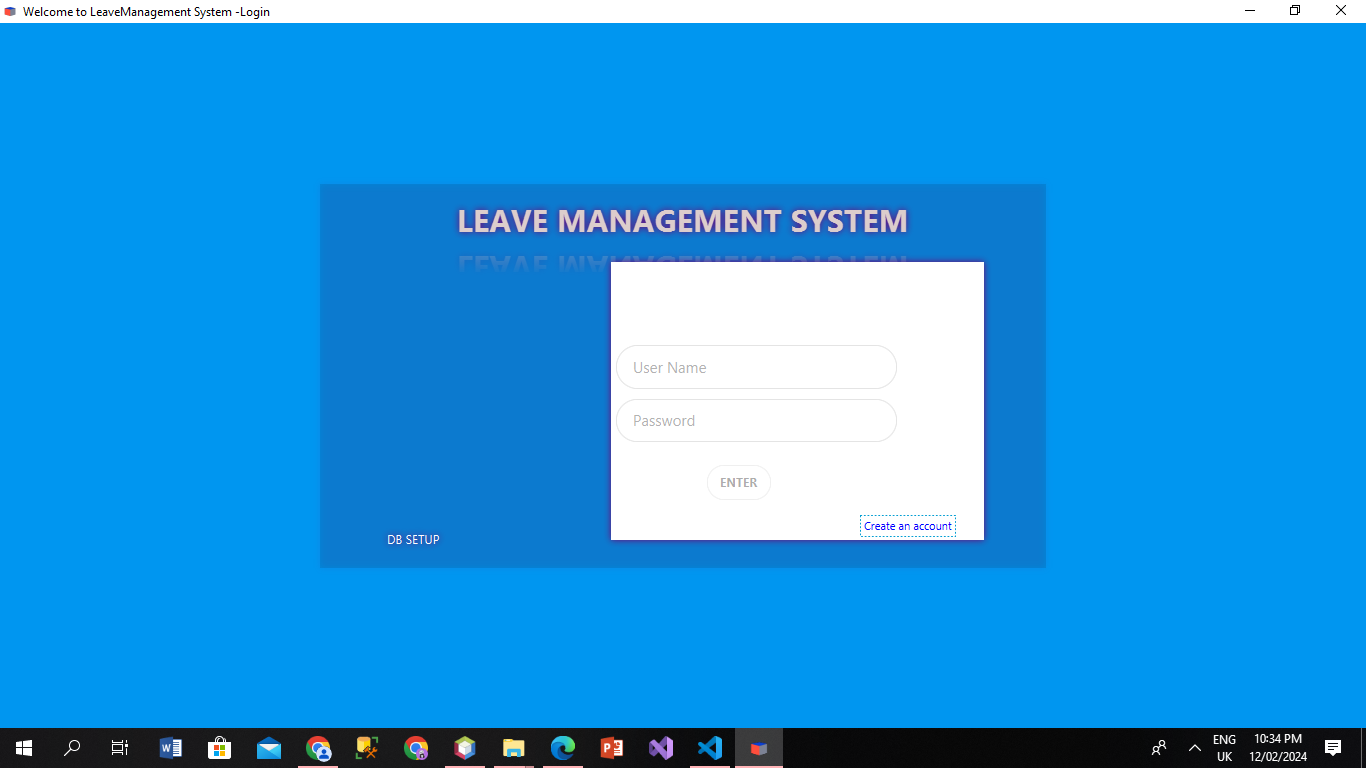 Welcome to LeaveManagement System -Login
LEAVE MANAGEMENT SYSTEM
User Name
Password
ENTER
Create an account
DB SETUP
ENG
UK
10:34 PM
12/02/2024